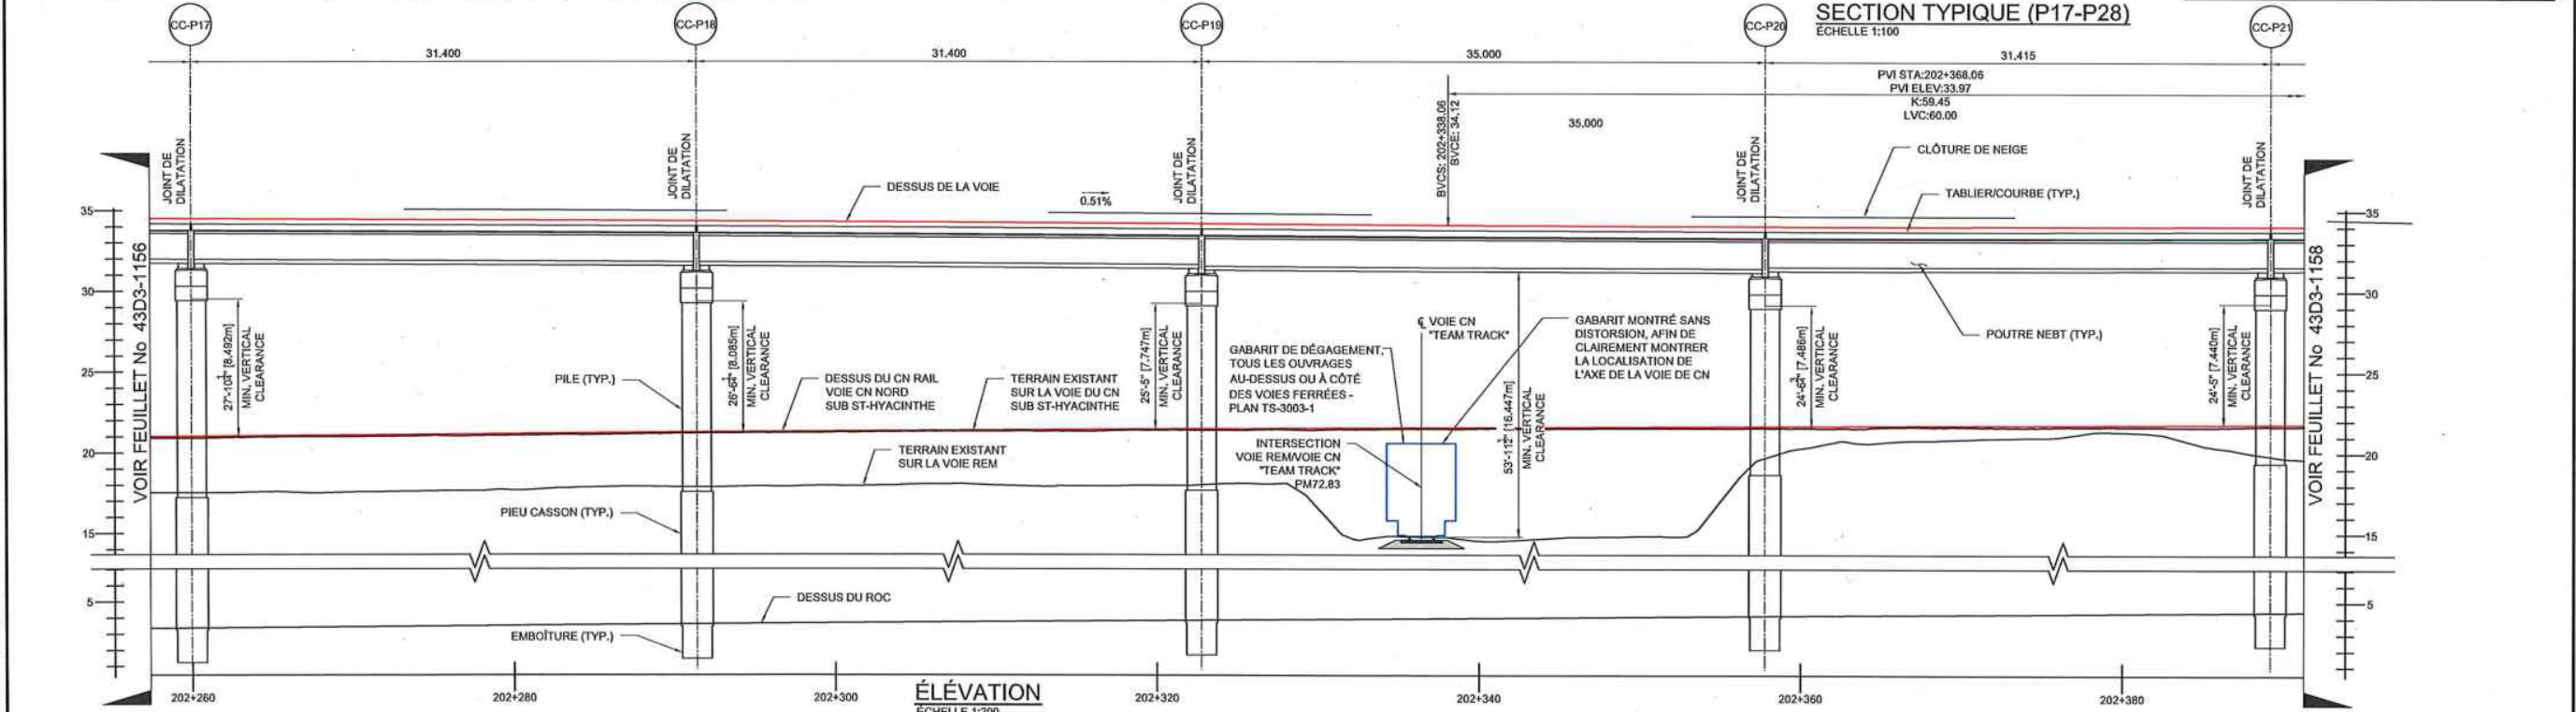 CC-P17
CC-P18
CC-P19
CC-P20
SECTION TYPIQUE (P17-P28)
ÉCHELLE 1:100
CC-P21
31.400
31.400
35.000
31.415
PVI STA:202+368.06
PVI ELEV:33.97
K:59.45
LVC:60.00
BVCS: 202+338.06
BVCE: 34.12
35.000
JOINT DE
DILATATION
JOINT DE
DILATATION
JOINT DE
DILATATION
JOINT DE
DILATATION
JOINT DE
DILATATION
CLÔTURE DE NEIGE
DESSUS DE LA VOIE
0.51%
TABLIER/COURBE (TYP.)
35
30
25
20
15
5
35
30
25
20
15
5
VOIR FEUILLET No 43D3-1156
VOIR FEUILLET No 43D3-1158
[8.492m]
MIN. VERTICAL
CLEARANCE
[8.085m]
MIN. VERTICAL
CLEARANCE
25'-5" [7.747m]
MIN. VERTICAL
CLEARANCE
[16.447m]
MIN. VERTICAL
CLEARANCE
[7.486m]
MIN. VERTICAL
CLEARANCE
24'-5" [7.440m]
MIN. VERTICAL
CLEARANCE
PILE (TYP.)
DESSUS DU CN RAIL
VOIE CN NORD
SUB ST-HYACINTHE
TERRAIN EXISTANT
SUR LA VOIE DU CN
SUB ST-HYACINTHE
GABARIT DE DÉGAGEMENT,
TOUS LES OUVRAGES
AU-DESSUS OU À CÔTÉ
DES VOIES FERRÉES -
PLAN TS-3003-1
℄ VOIE CN
"TEAM TRACK"
GABARIT MONTRÉ SANS
DISTORSION, AFIN DE
CLAIREMENT MONTRER
LA LOCALISATION DE
L'AXE DE LA VOIE DE CN
POUTRE NEBT (TYP.)
TERRAIN EXISTANT
SUR LA VOIE REM
INTERSECTION
VOIE REM/VOIE CN
"TEAM TRACK"
PM72.83
PIEU CASSON (TYP.)
DESSUS DU ROC
EMBOÎTURE (TYP.)
202+260
202+280
202+300
202+320
202+340
202+360
202+380
ÉLÉVATION
ÉCHELLE 1:200